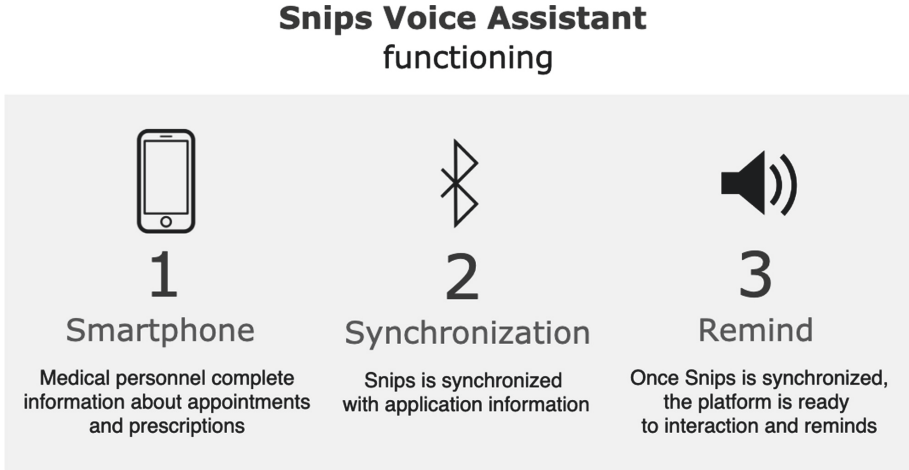 Snips Voice Assistant
functioning
1
Smartphone
Medical personnel complete
information about appointments
and prescriptions
2
Synchronization
Snips is synchronized
with application information
3
Remind
Once Snips is synchronized,
the platform is ready
to interaction and reminds